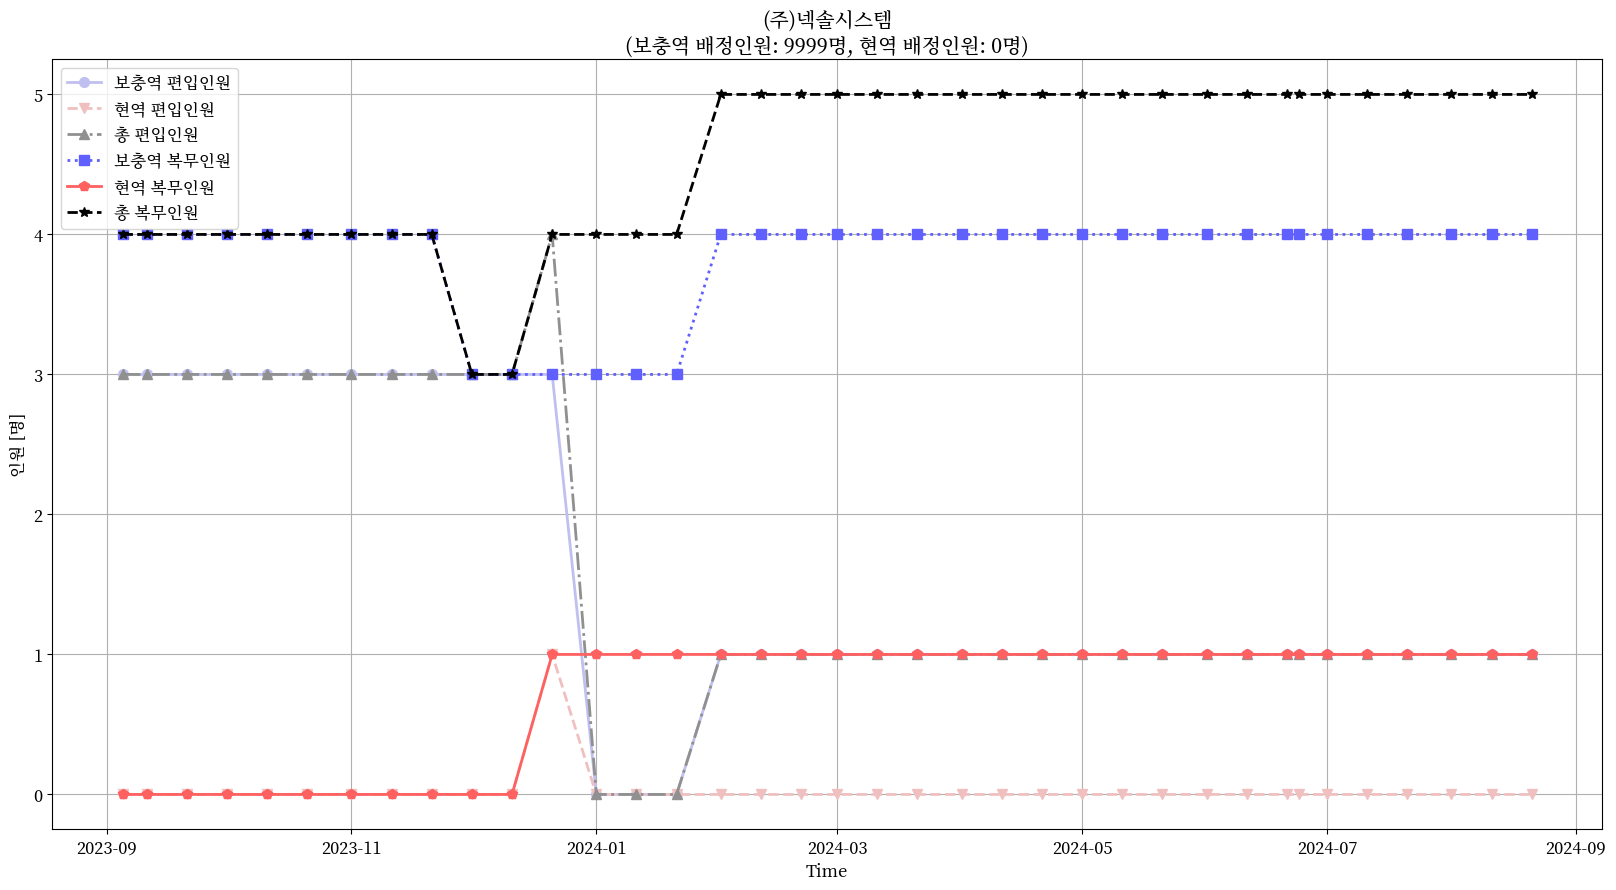 (주)넥솔시스템
(보충역 배정인원: 9999명, 현역 배정인원: 0명)
보충역 편입인원
현역 편입인원
총 편입인원
보충역 복무인원
현역 복무인원
총 복무인원
인원 [명]
5
4
3
2
1
0
2023-09
2023-11
2024-01
2024-03
2024-05
2024-07
2024-09
Time